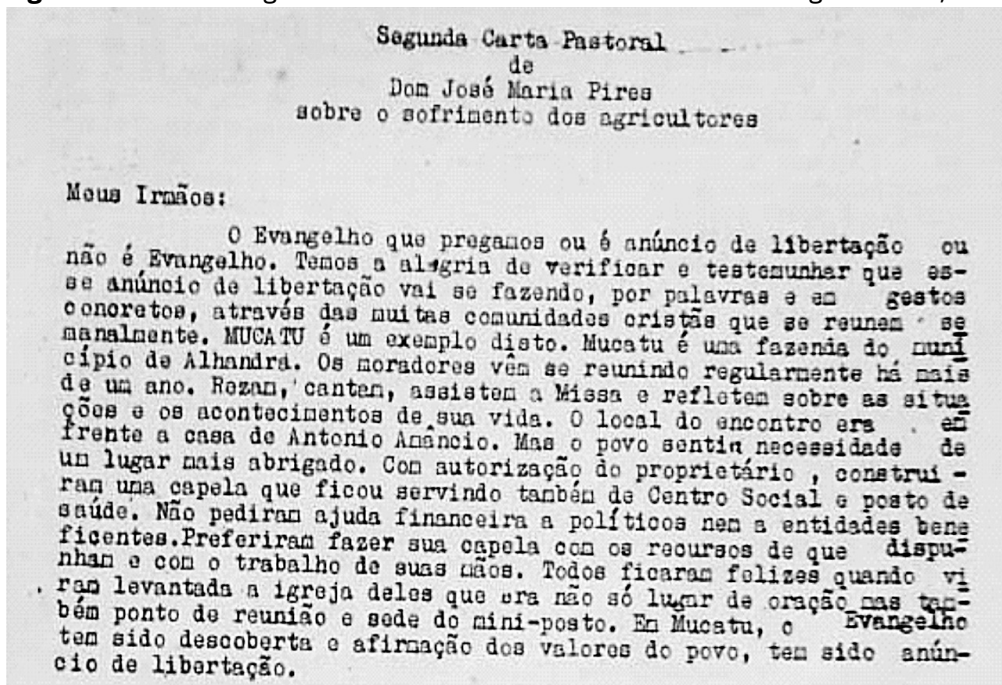 Segunda Carta Pastoral
de
Dom José Maria Pires
sobre o sofrimento dos agricultores
Meus Irmãos:
O Evangelho que pregamos ou é anúncio de libertação ou
não é Evangelho. Temos a alegria de verificar e testemunhar que es-
se anúncio de libertação vai se fazendo, por palavras e em gestos
concretos, através das muitas comunidades cristãs que se reunem se
manalmente. MUCATU é um exemplo disto. Mucatu é uma fazenda do muni
cípio de Alhandra. Os moradores vêm se reunindo regularmente há mais
de um ano. Rezam, cantam, assistem a Missa e refletem sobre as situa
ções e os acontecimentos de sua vida. O local do encontro era em
frente a casa de Antonio Amâncio. Mas o povo sentia necessidade de
um lugar mais abrigado. Com autorização do proprietário , construi -
ram uma capela que ficou servindo também de Centro Social e posto de
saúde. Não pediram ajuda financeira a políticos nem a entidades bene
ficentes.Preferiram fazer sua capela com os recursos de que dispu-
nham e com o trabalho de suas mãos. Todos ficaram felizes quando vi
ram levantada a igreja deles que era não só lugar de oração mas tam-
bém ponto de reunião e sede do mini-posto. Em Mucatu, o Evangelho
tem sido descoberta e afirmação dos valores do povo, tem sido anún-
cio de libertação.